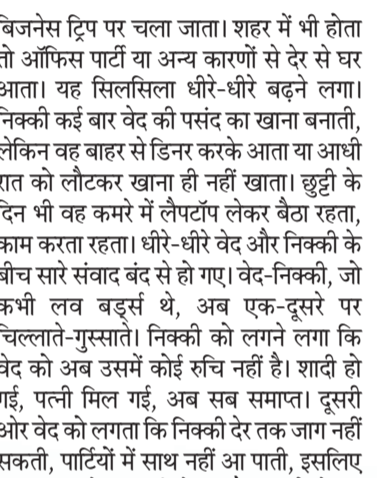 बिजनेस ट्रिप पर चला जाता। शहर में भी होता
तो ऑफिस पार्टी या अन्य कारणों से देर से घर
आता। यह सिलसिला धीरे-धीरे बढ़ने लगा।
निक्की कई बार वेद की पसंद का खाना बनाती,
लेकिन वह बाहर से डिनर करके आता या आधी
रात को लौटकर खाना ही नहीं खाता। छुट्टी के
दिन भी वह कमरे में लैपटॉप लेकर बैठा रहता,
काम करता रहता। धीरे-धीरे वेद और निक्की के
बीच सारे संवाद बंद से हो गए। वेद-निक्की, जो
कभी लव बर्ड्स थे, अब एक-दूसरे पर
चिल्लाते-गुस्साते। निक्की को लगने लगा कि
वेद को अब उसमें कोई रुचि नहीं है। शादी हो
गई, पत्नी मिल गई, अब सब समाप्त। दूसरी
ओर वेद को लगता कि निक्की देर तक जाग नहीं
सकती, पार्टियों में साथ नहीं आ पाती, इसलिए